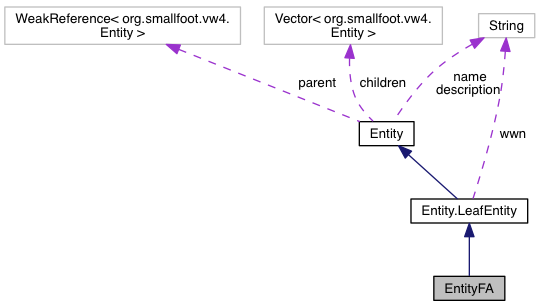 WeakReference< org.smallfoot.vw4.
Entity >
Vector< org.smallfoot.vw4.
Entity >
String
parent
children
name
description
Entity
wwn
Entity.LeafEntity
EntityFA